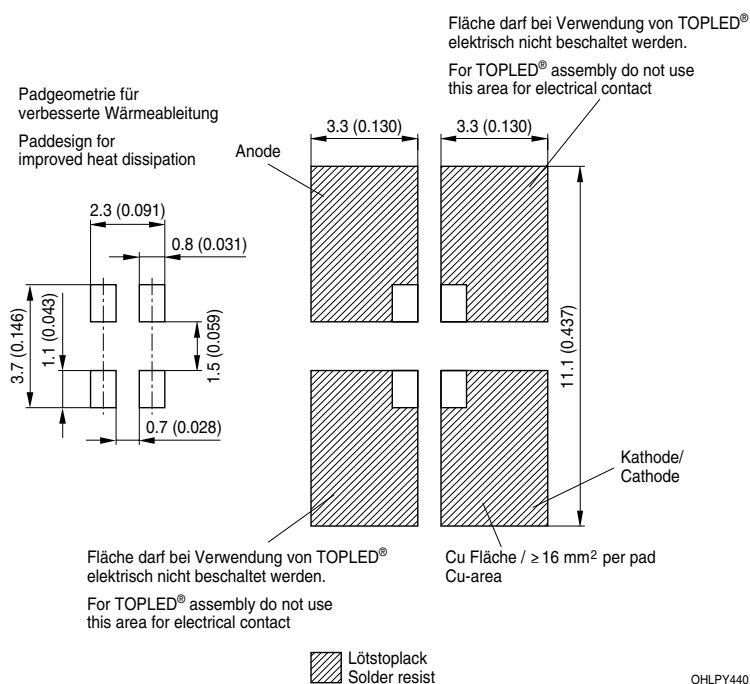 Fläche darf bei Verwendung von TOPLED®
elektrisch nicht beschaltet werden.
For TOPLED® assembly do not use
this area for electrical contact
Padgeometrie für
verbesserte Wärmeableitung
Paddesign for
improved heat dissipation
Anode
3.3 (0.130)
3.3 (0.130)
2.3 (0.091)
0.8 (0.031)
3.7 (0.146)
1.1 (0.043)
1.5 (0.059)
0.7 (0.028)
11.1 (0.437)
Kathode/
Cathode
Fläche darf bei Verwendung von TOPLED®
elektrisch nicht beschaltet werden.
For TOPLED® assembly do not use
this area for electrical contact
Cu Fläche / ≥ 16 mm² per pad
Cu-area
Lötstoplack
Solder resist
OHLPY440